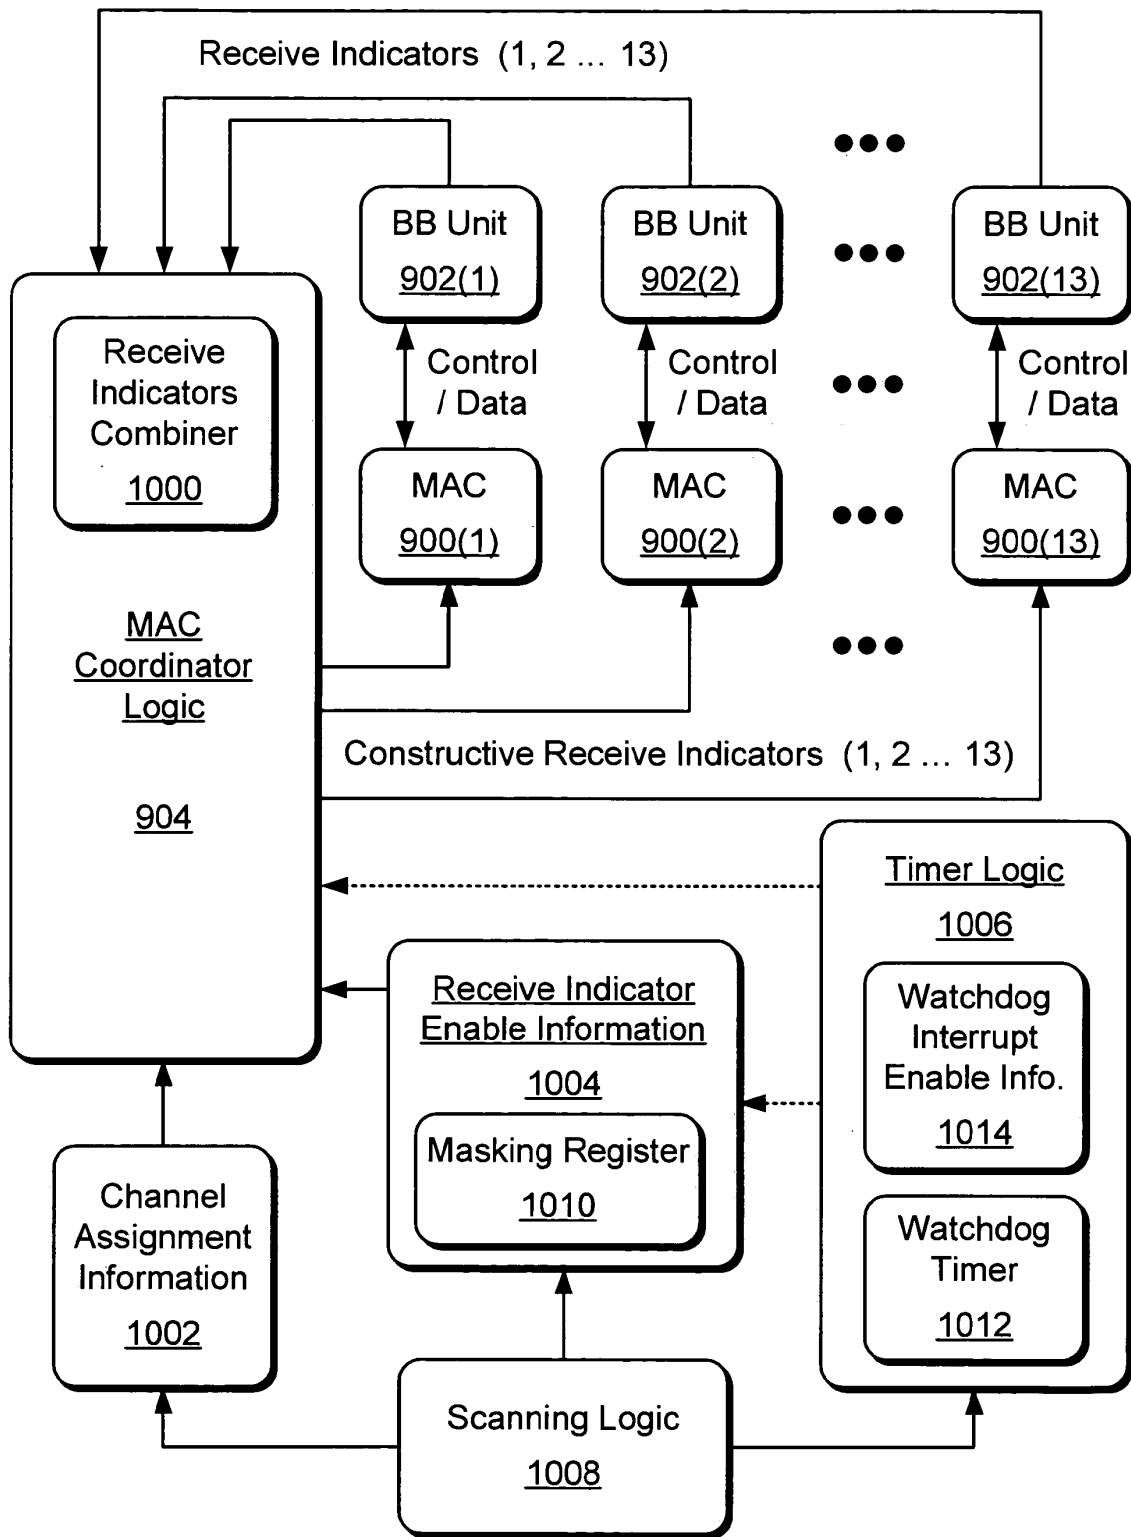 Receive Indicators (1, 2 ... 13)
BB Unit
902(1)
BB Unit
902(2)
BB Unit
902(13)
Receive
Indicators
Combiner
1000
Control
/ Data
Control
/ Data
Control
/ Data
MAC
900(1)
MAC
900(2)
MAC
900(13)
MAC
Coordinator
Logic
904
Constructive Receive Indicators (1, 2 ... 13)
Timer Logic
1006
Watchdog
Interrupt
Enable Info.
1014
Watchdog
Timer
1012
Receive Indicator
Enable Information
1004
Masking Register
1010
Channel
Assignment
Information
1002
Scanning Logic
1008